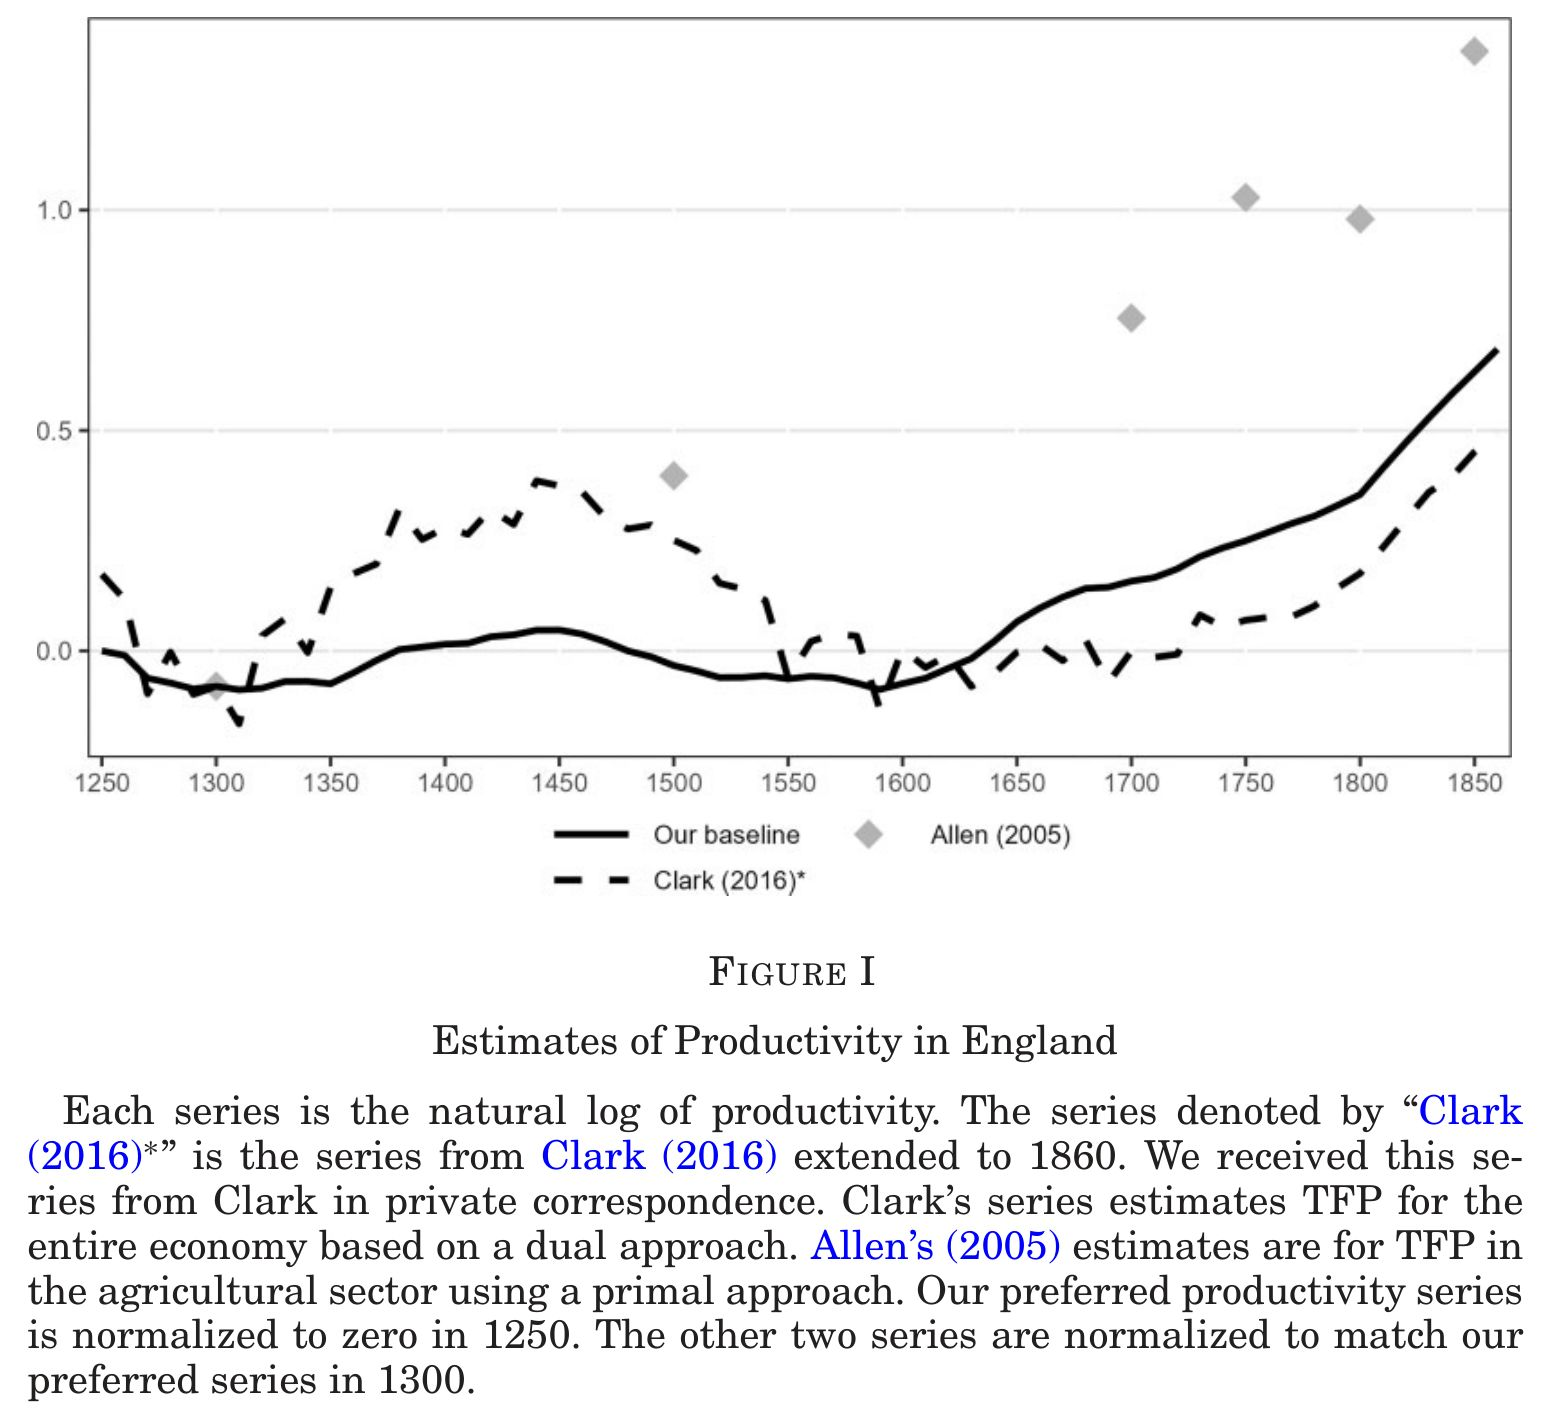 1.0
0.5
0.0
1250 1300 1350 1400 1450 1500 1550 1600 1650 1700 1750 1800 1850
Our baseline Allen (2005)
Clark (2016)*
FIGURE I
Estimates of Productivity in England
Each series is the natural log of productivity. The series denoted by “Clark
(2016)*” is the series from Clark (2016) extended to 1860. We received this se-
ries from Clark in private correspondence. Clark’s series estimates TFP for the
entire economy based on a dual approach. Allen’s (2005) estimates are for TFP in
the agricultural sector using a primal approach. Our preferred productivity series
is normalized to zero in 1250. The other two series are normalized to match our
preferred series in 1300.